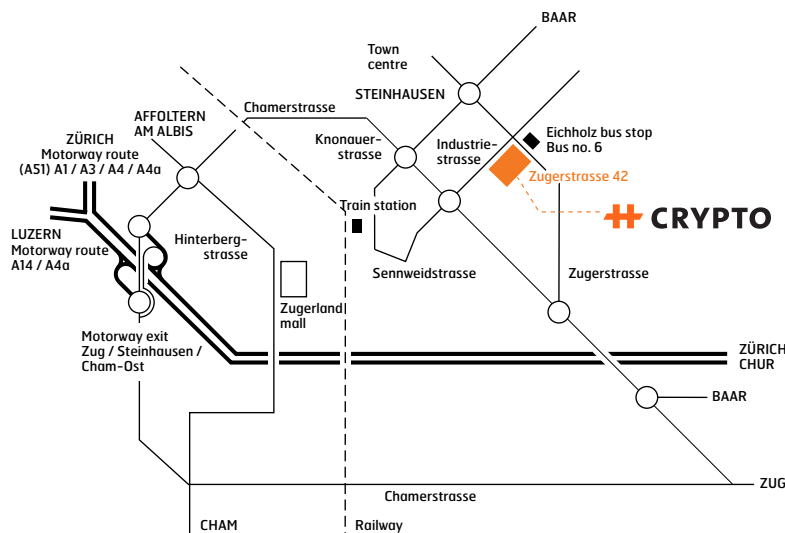 BAAR
Town
centre
STEINHAUSEN
Chamerstrasse
AFFOLTERN
AM ALBIS
ZÜRICH
Motorway route
(A51) A1 / A3 / A4 / A4a
Knonauer-
strasse
Industrie-
strasse
Eichholz bus stop
Bus no. 6
Zugerstrasse 42
CRYPTO
Train station
LUZERN
Motorway route
A14 / A4a
Hinterberg-
strasse
Sennweidstrasse
Zugerstrasse
Zugerland
mall
Motorway exit
Zug / Steinhausen /
Cham-Ost
ZÜRICH
CHUR
BAAR
ZUG
Chamerstrasse
CHAM
Railway